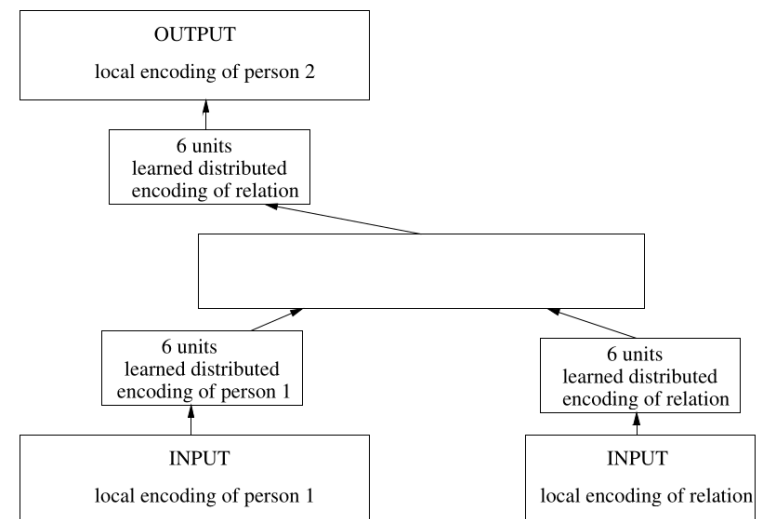 OUTPUT
local encoding of person 2
6 units
learned distributed
encoding of relation
6 units
learned distributed
encoding of person 1
6 units
learned distributed
encoding of relation
INPUT
local encoding of person 1
INPUT
local encoding of relation